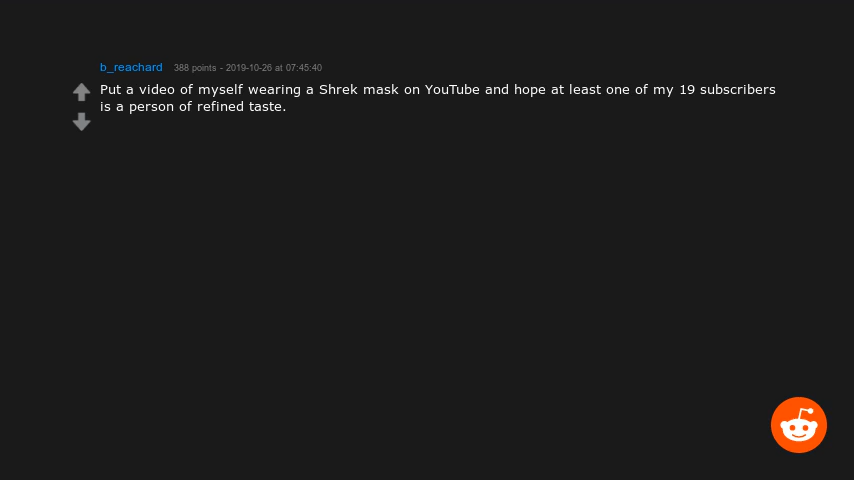 b_reachard 388 points - 2019-10-26 at 07:45:40
Put a video of myself wearing a Shrek mask on YouTube and hope at least one of my 19 subscribers
is a person of refined taste.